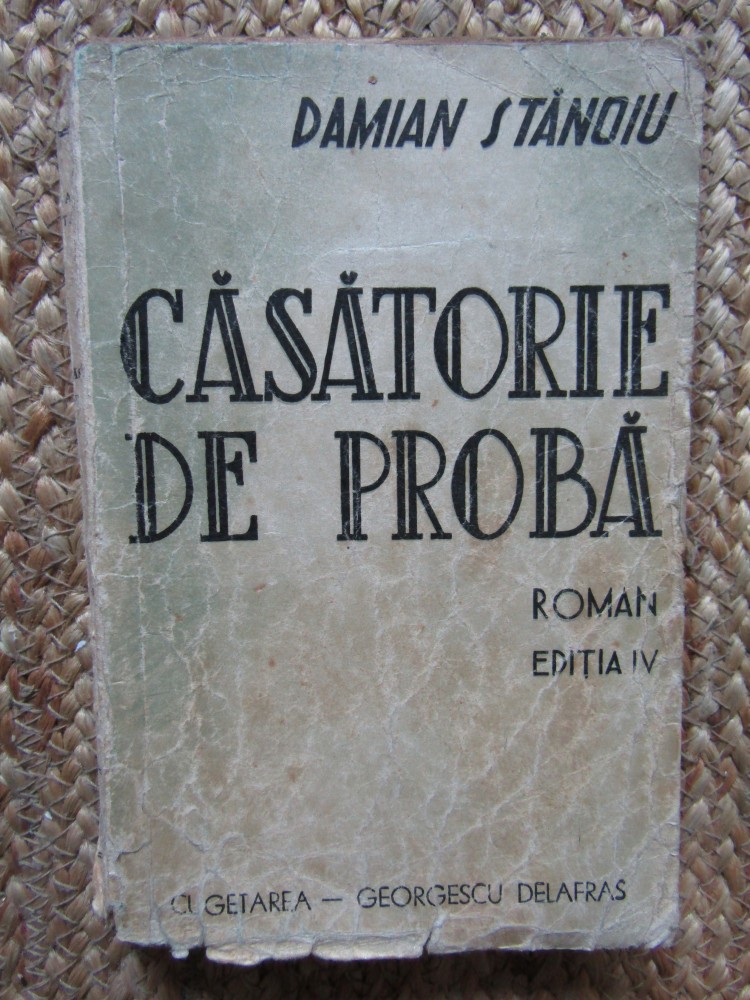 DAMIAN STĂNOIU
CĂSĂTORIE
DE PROBĂ
ROMAN
EDIȚIA IV
CUGETAREA — GEORGESCU DELAFRAS